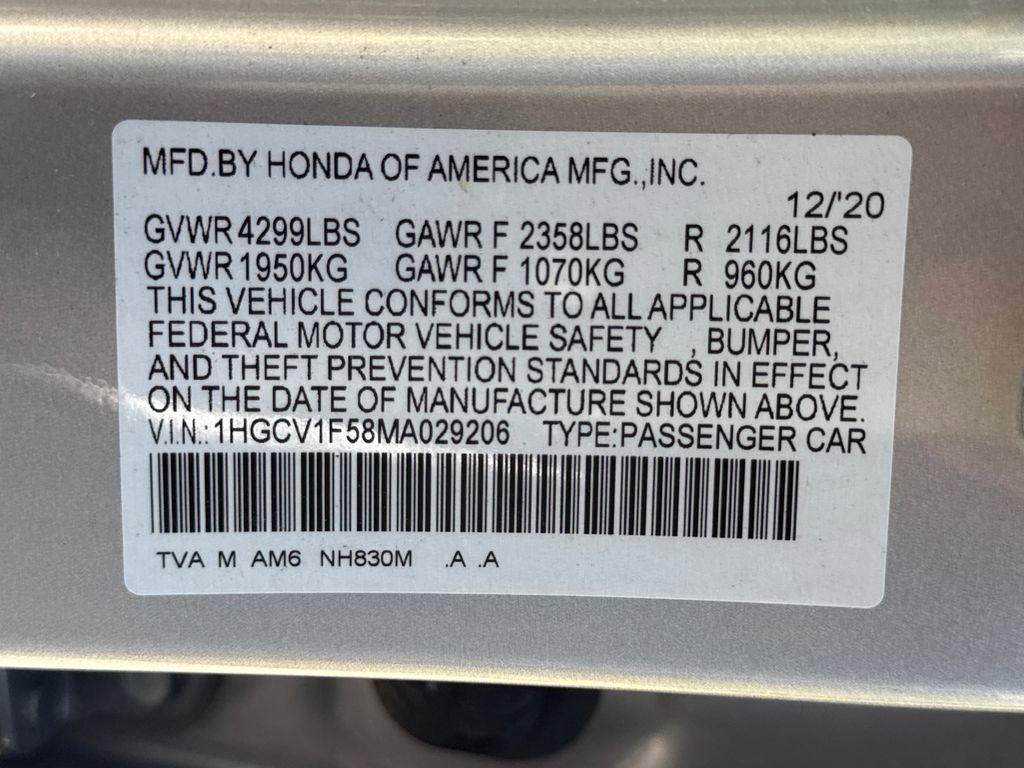 MFD.BY HONDA OF AMERICA MFG.,INC.
12/'20
GVWR 4299LBS GAWR F 2358LBS R 2116LBS
GVWR 1950KG GAWR F 1070KG R 960KG
THIS VEHICLE CONFORMS TO ALL APPLICABLE
FEDERAL MOTOR VEHICLE SAFETY , BUMPER,
AND THEFT PREVENTION STANDARDS IN EFFECT
ON THE DATE OF MANUFACTURE SHOWN ABOVE.
V.I.N.: 1HGCV1F58MA029206 TYPE:PASSENGER CAR
TVA M AM6 NH830M .A .A